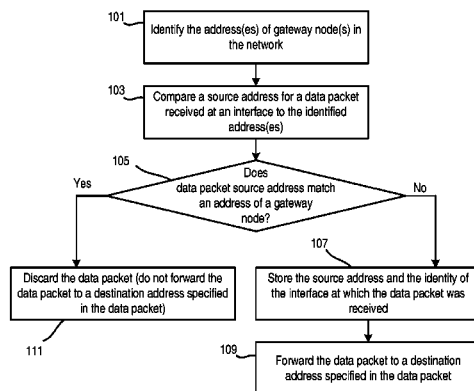 101
Identify the address(es) of gateway node(s) in
the network
103
Compare a source address for a data packet
received at an interface to the identified
address(es)
105
Does
data packet source address match
an address of a gateway
node?
Yes
No
107
Discard the data packet (do not forward the
data packet to a destination address specified
in the data packet)
111
Store the source address and the identity of
the interface at which the data packet was
received
109
Forward the data packet to a destination
address specified in the data packet